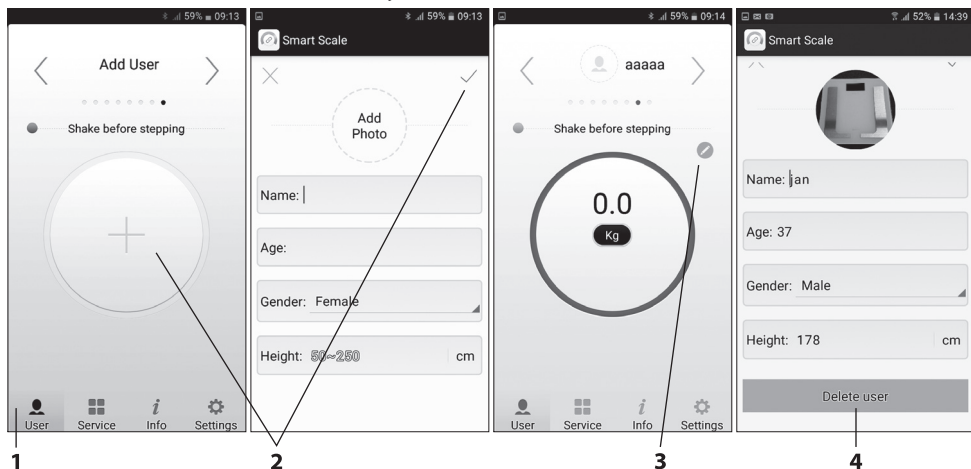 59% 09:13
Add User
Shake before stepping
User Service Info Settings
59% 09:13
Smart Scale
Add
Photo
Name:
Age:
Gender: Female
Height: 50~250 cm
59% 09:14
aaaaa
Shake before stepping
0.0
Kg
User Service Info Settings
52% 14:39
Smart Scale
Name: jan
Age: 37
Gender: Male
Height: 178 cm
Delete user
1
2
3
4